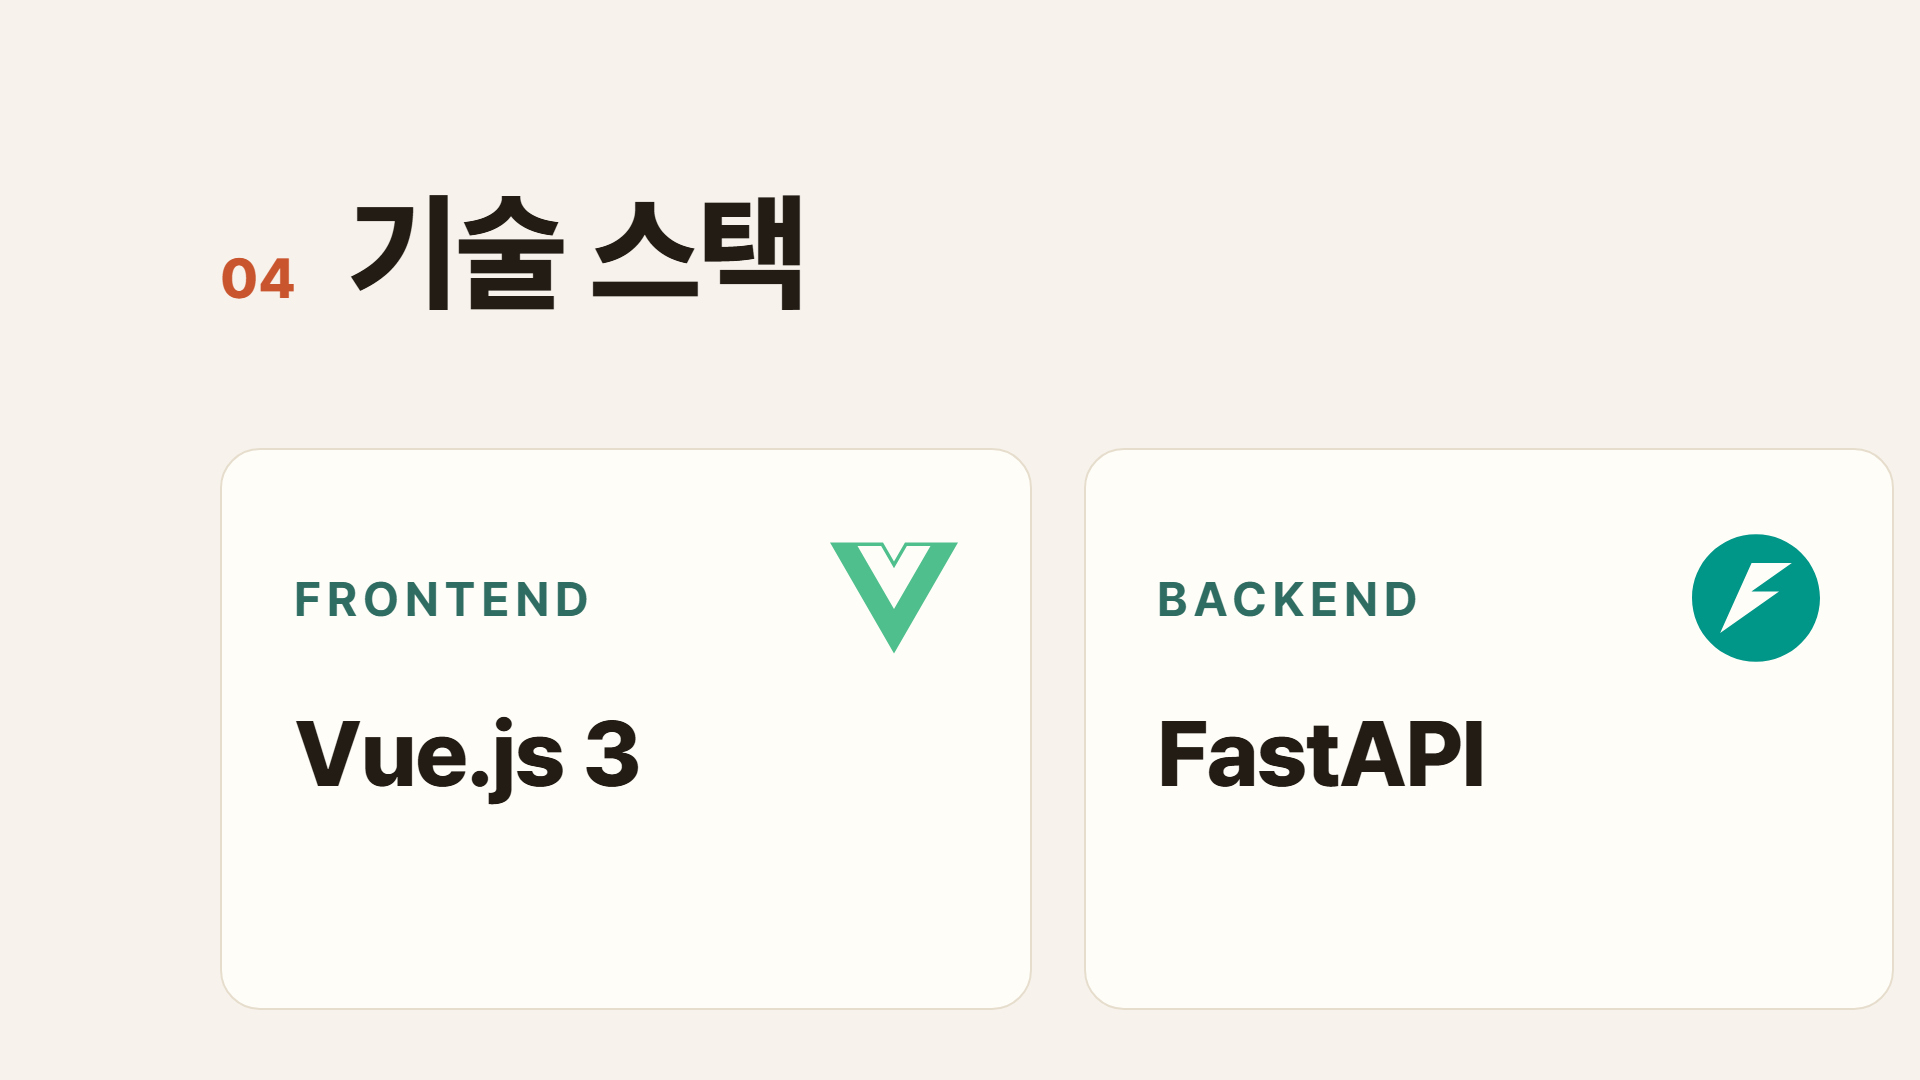 04 기술 스택
FRONTEND
Vue.js 3
BACKEND
FastAPI